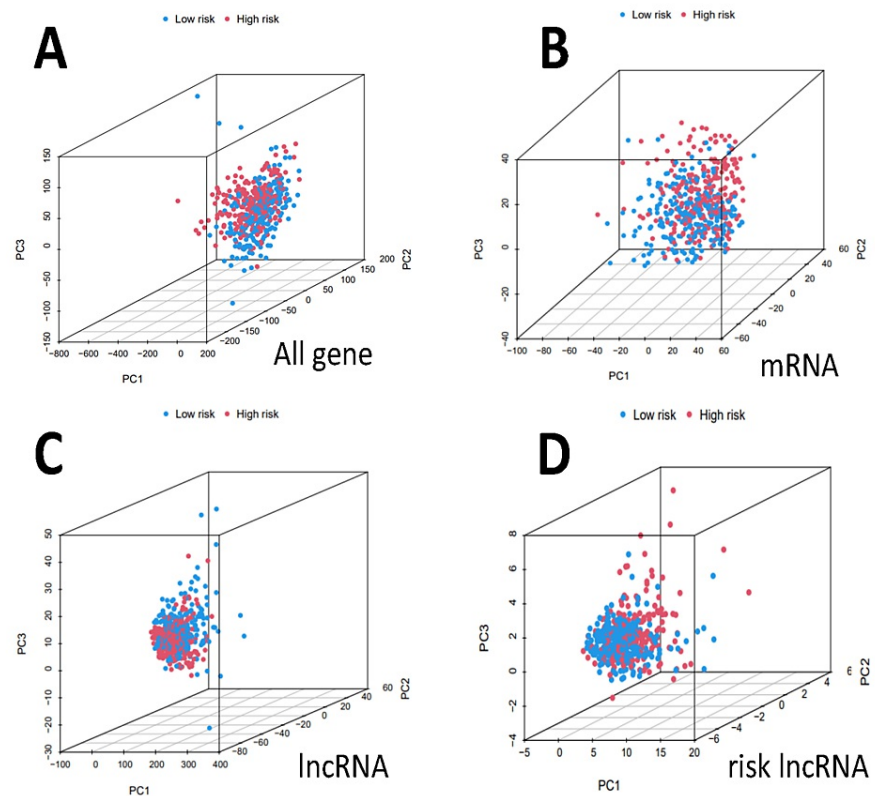 A
Low risk High risk
150
100
50
0
−50
−100
−150
PC3
−800 −600 −400 −200 0 200
PC1
−200 −150 −100 −50 0 50 100 150 200
PC2
All gene
B
Low risk High risk
40
20
0
−20
−40
PC3
−100 −80 −60 −40 −20 0 20 40 60
PC1
−60 −40 −20 0 20 40 60
PC2
mRNA
C
Low risk High risk
50
40
30
20
10
0
−10
−20
−30
PC3
−100 0 100 200 300 400
PC1
−80 −60 −40 −20 0 20 40 60
PC2
lncRNA
D
Low risk High risk
8
6
4
2
0
−2
−4
PC3
−5 0 5 10 15 20
PC1
−6 −4 −2 0 2 4 6
PC2
risk lncRNA